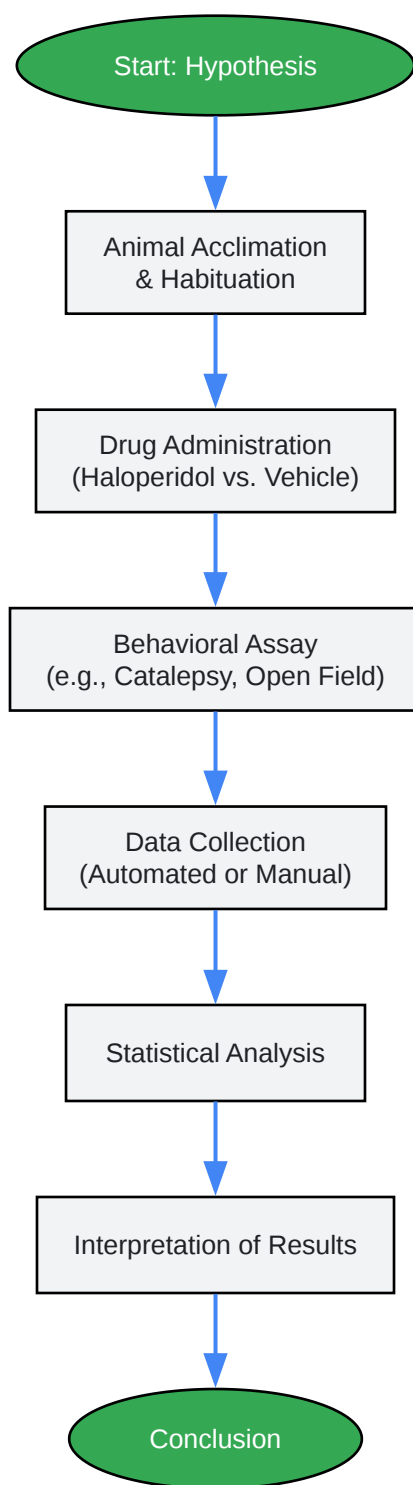 Start: Hypothesis
Animal Acclimation
& Habituation
Drug Administration
(Haloperidol vs. Vehicle)
Behavioral Assay
(e.g., Catalepsy, Open Field)
Data Collection
(Automated or Manual)
Statistical Analysis
Interpretation of Results
Conclusion